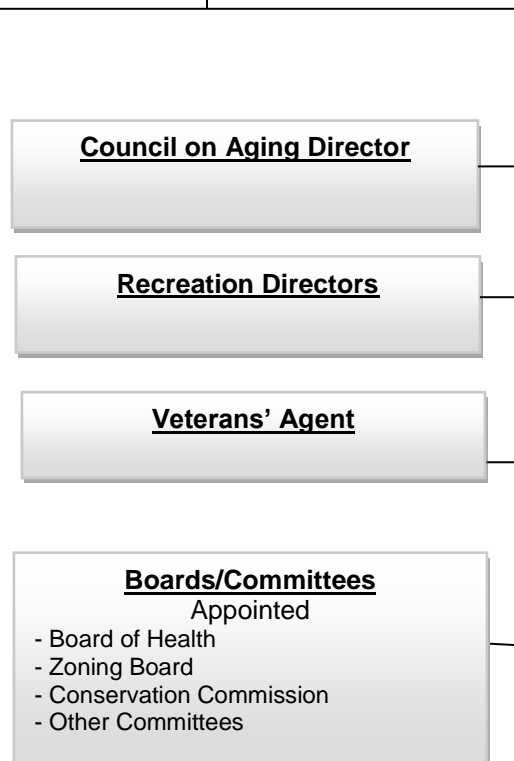 Council on Aging Director
Recreation Directors
Veterans’ Agent
Boards/Committees
Appointed
- Board of Health
- Zoning Board
- Conservation Commission
- Other Committees